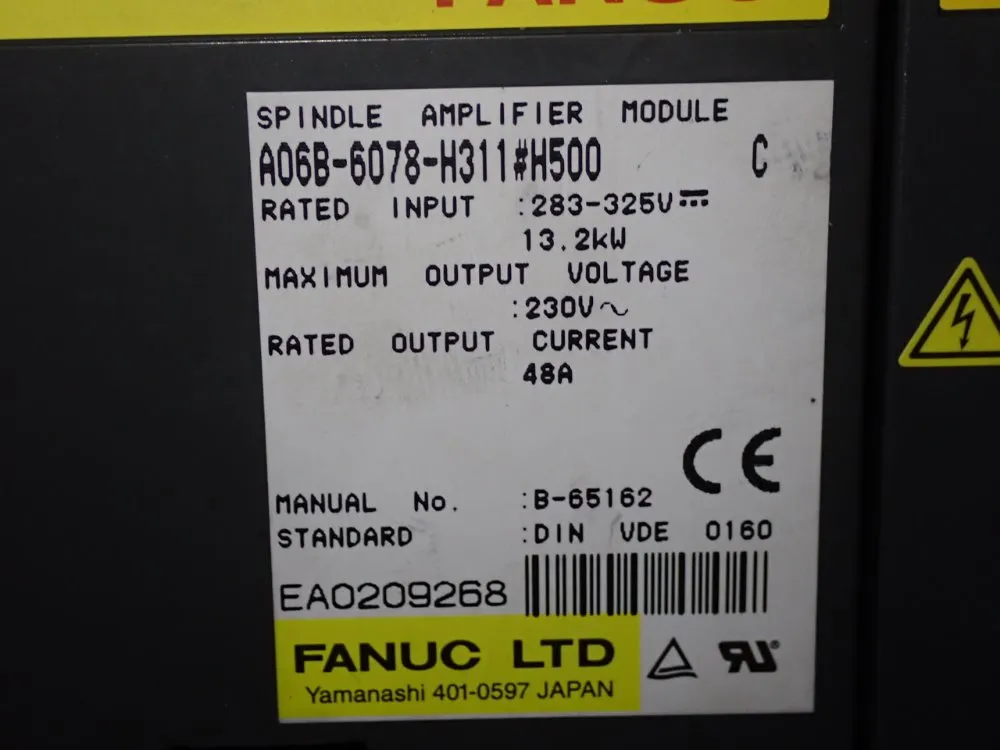 FANUC
SPINDLE AMPLIFIER MODULE
A06B-6078-H311#H500 C
RATED INPUT :283-325V⎓
13.2kW
MAXIMUM OUTPUT VOLTAGE
:230V～
RATED OUTPUT CURRENT
48A
CE
MANUAL No. :B-65162
STANDARD :DIN VDE 0160
EA0209268
FANUC LTD
Yamanashi 401-0597 JAPAN